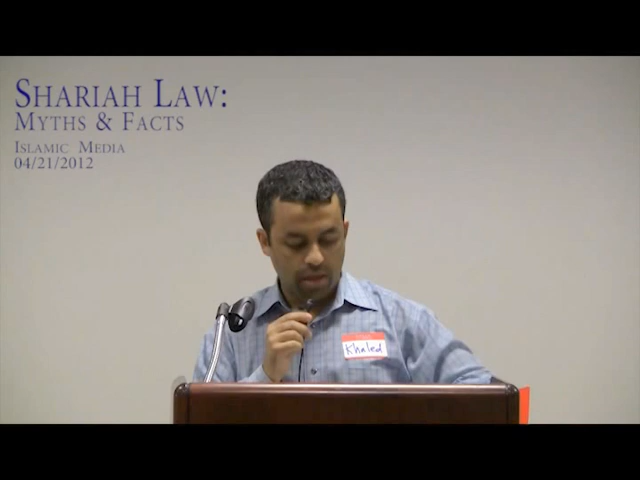 SHARIAH LAW:
MYTHS & FACTS
ISLAMIC MEDIA
04/21/2012
Khaled